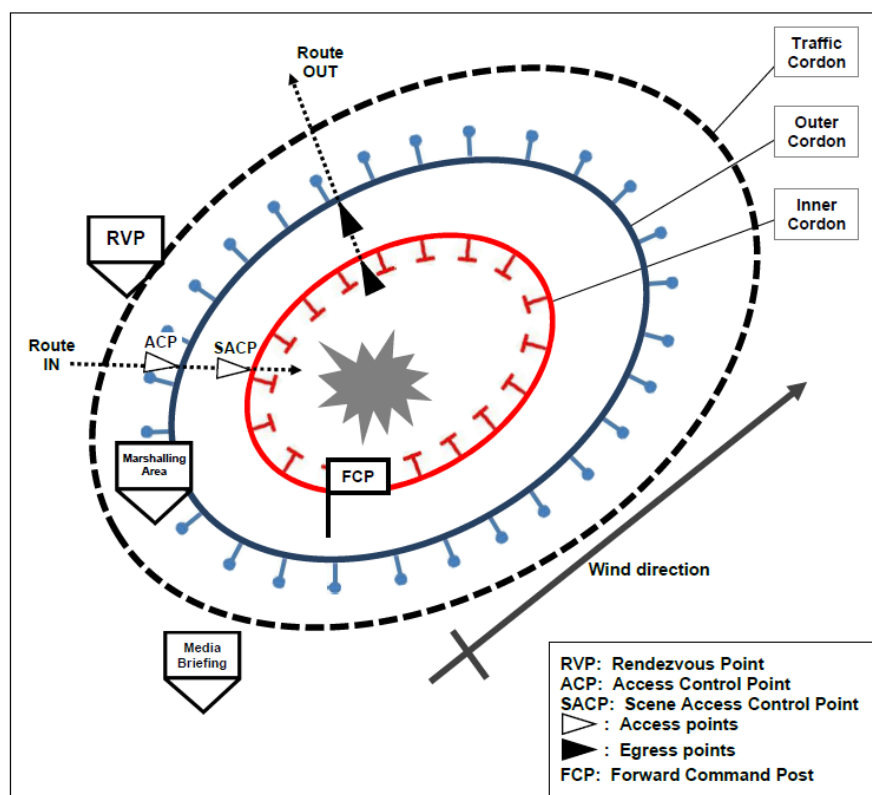 Route
OUT
Traffic
Cordon
Outer
Cordon
Inner
Cordon
RVP
ACP
SACP
Route
IN
Marshalling
Area
FCP
Wind direction
Media
Briefing
RVP: Rendezvous Point
ACP: Access Control Point
SACP: Scene Access Control Point
: Access points
: Egress points
FCP: Forward Command Post